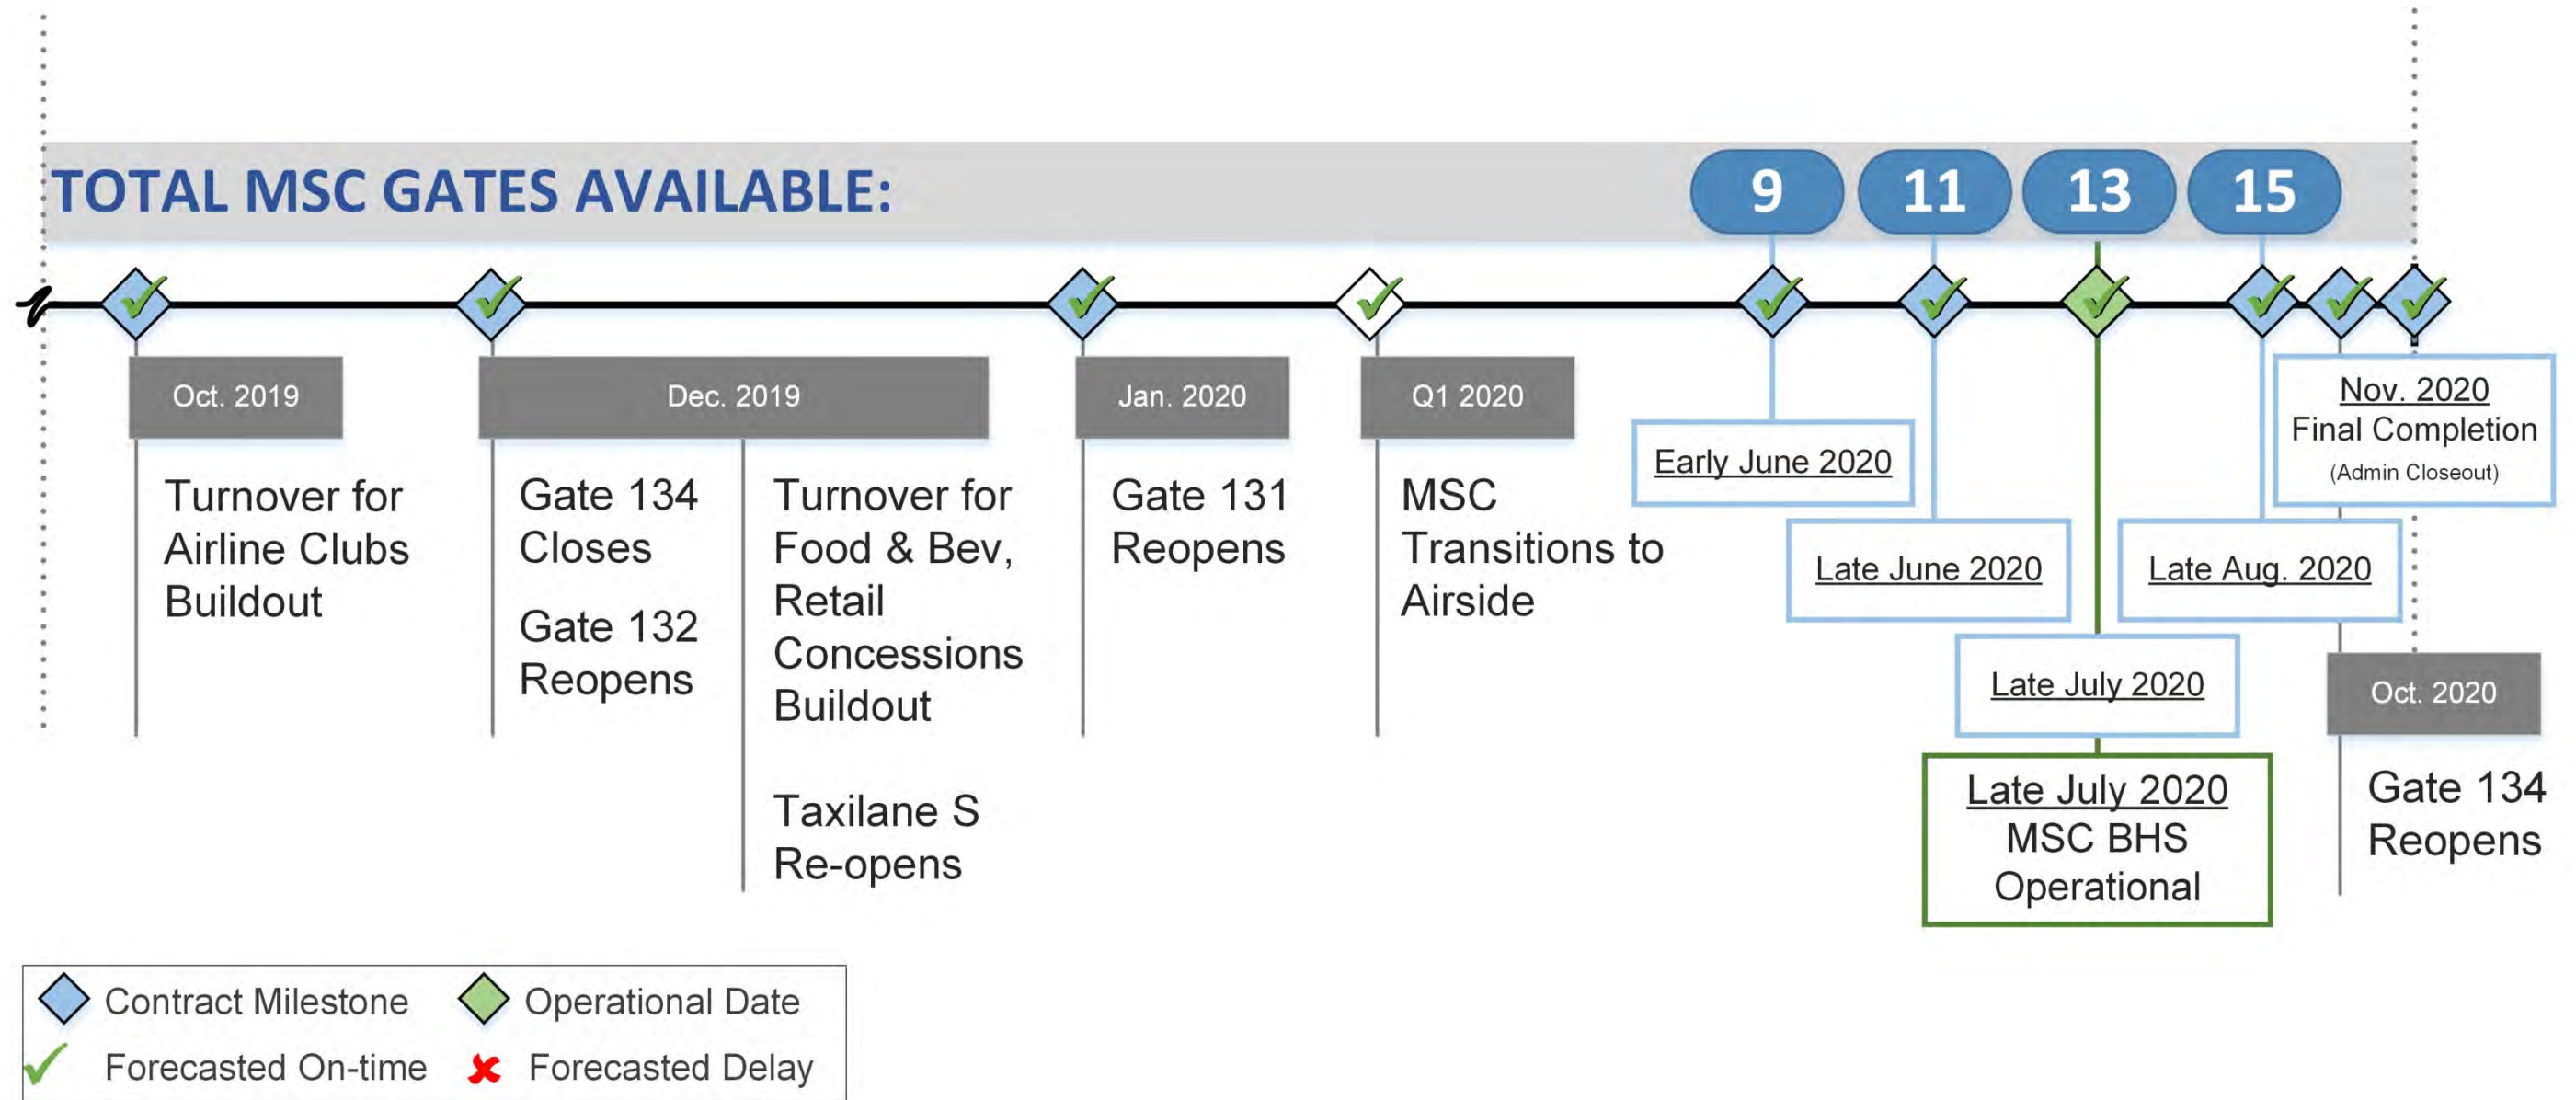 TOTAL MSC GATES AVAILABLE:
9
11
13
15
Oct. 2019
Turnover for
Airline Clubs
Buildout
Dec. 2019
Gate 134
Closes
Gate 132
Reopens
Turnover for
Food & Bev,
Retail
Concessions
Buildout
Taxilane S
Re-opens
Jan. 2020
Gate 131
Reopens
Q1 2020
MSC
Transitions to
Airside
Early June 2020
Late June 2020
Late July 2020
Late July 2020
MSC BHS
Operational
Late Aug. 2020
Nov. 2020
Final Completion
(Admin Closeout)
Oct. 2020
Gate 134
Reopens
Contract Milestone
Operational Date
Forecasted On-time
Forecasted Delay